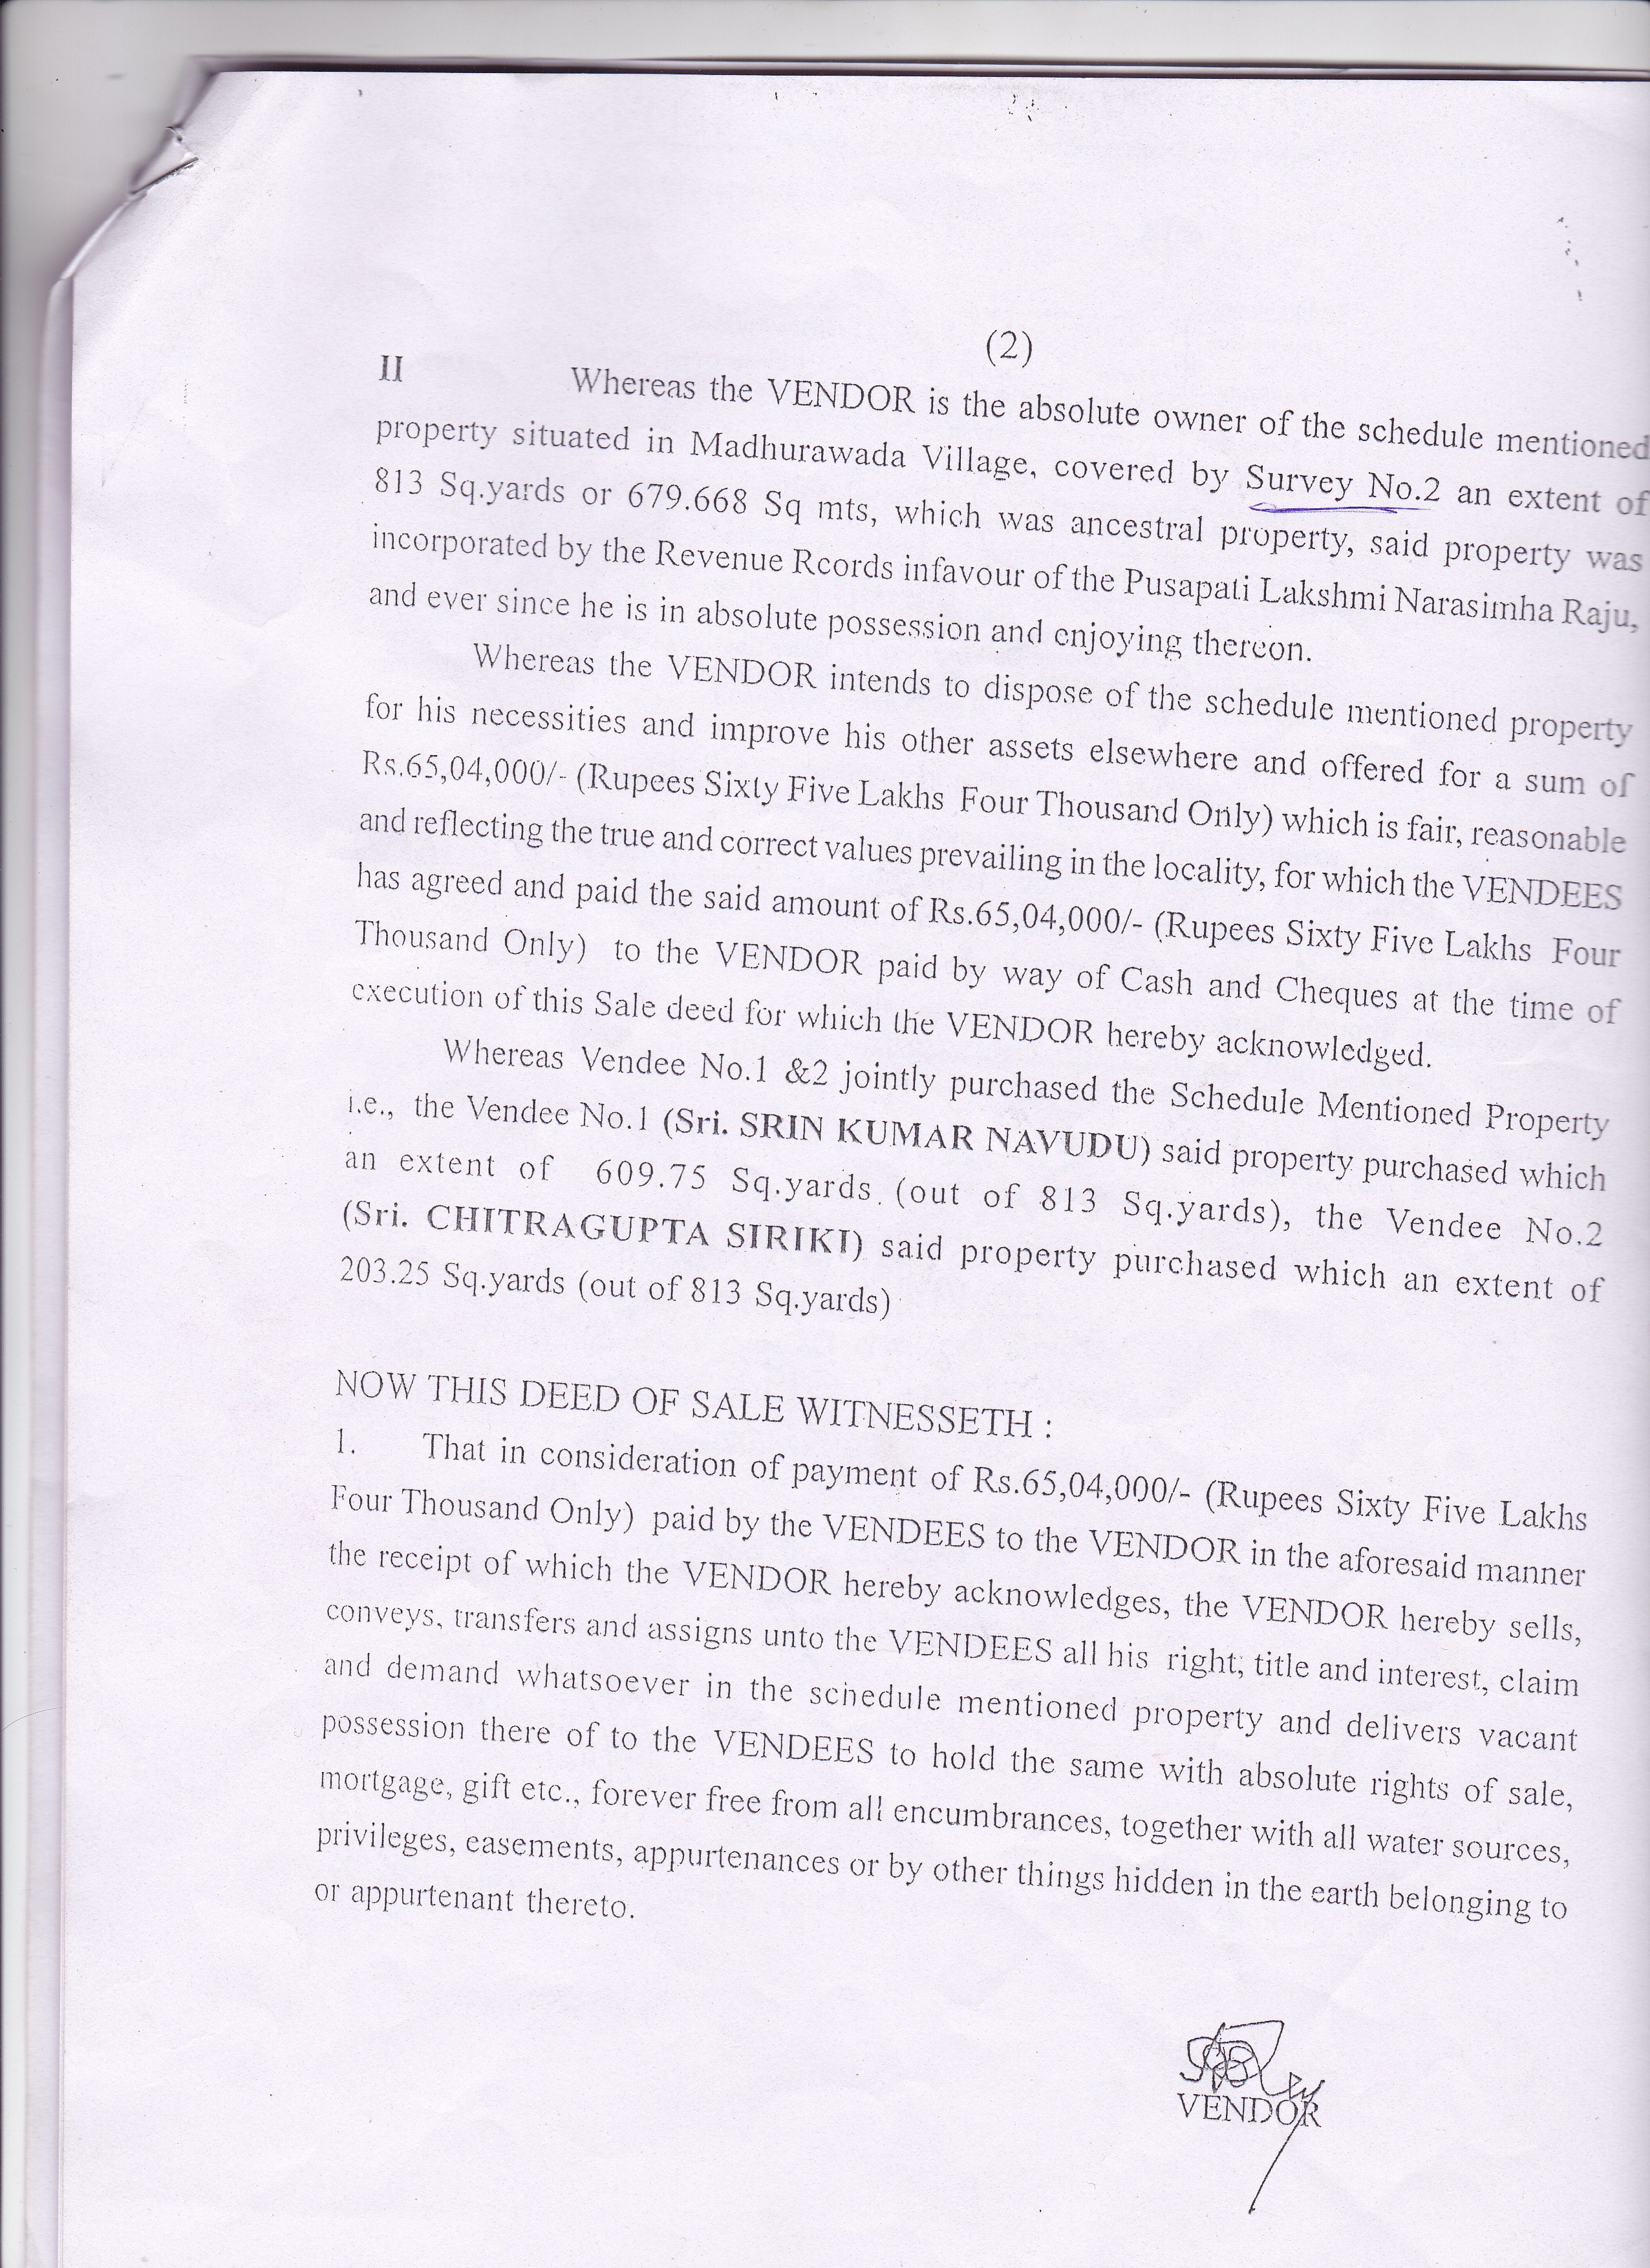 (2)
II Whereas the VENDOR is the absolute owner of the schedule mentioned
property situated in Madhurawada Village, covered by Survey No.2 an extent of
813 Sq.yards or 679.668 Sq mts, which was ancestral property, said property was
incorporated by the Revenue Rcords infavour of the Pusapati Lakshmi Narasimha Raju,
and ever since he is in absolute possession and enjoying thereon.
Whereas the VENDOR intends to dispose of the schedule mentioned property
for his necessities and improve his other assets elsewhere and offered for a sum of
Rs.65,04,000/- (Rupees Sixty Five Lakhs Four Thousand Only) which is fair, reasonable
and reflecting the true and correct values prevailing in the locality, for which the VENDEES
has agreed and paid the said amount of Rs.65,04,000/- (Rupees Sixty Five Lakhs Four
Thousand Only) to the VENDOR paid by way of Cash and Cheques at the time of
execution of this Sale deed for which the VENDOR hereby acknowledged.
Whereas Vendee No.1 &2 jointly purchased the Schedule Mentioned Property
i.e., the Vendee No.1 (Sri. SRIN KUMAR NAVUDU) said property purchased which
an extent of 609.75 Sq.yards (out of 813 Sq.yards), the Vendee No.2
(Sri. CHITRAGUPTA SIRIKI) said property purchased which an extent of
203.25 Sq.yards (out of 813 Sq.yards)
NOW THIS DEED OF SALE WITNESSETH :
1. That in consideration of payment of Rs.65,04,000/- (Rupees Sixty Five Lakhs
Four Thousand Only) paid by the VENDEES to the VENDOR in the aforesaid manner
the receipt of which the VENDOR hereby acknowledges, the VENDOR hereby sells,
conveys, transfers and assigns unto the VENDEES all his right, title and interest, claim
and demand whatsoever in the schedule mentioned property and delivers vacant
possession there of to the VENDEES to hold the same with absolute rights of sale,
mortgage, gift etc., forever free from all encumbrances, together with all water sources,
privileges, easements, appurtenances or by other things hidden in the earth belonging to
or appurtenant thereto.
VENDOR